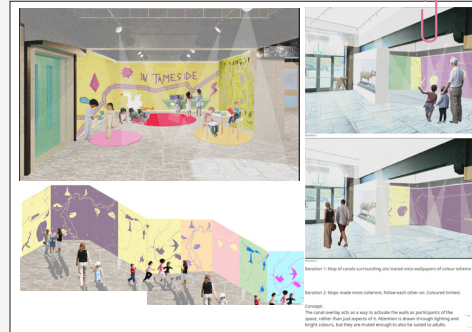 IN TAMESIDE
Iteration 1: Map of canals surrounding site traced onto wallpapers of colour scheme
Iteration 2: Maps made more coherent, follow each other on. Coloured limited.
Concept:
The canal overlay acts as a way to activate the walls as participants of the
space, rather than just aspects of it. Attention is drawn through lighting and
bright colours, but they are muted enough to also be suited to adults.